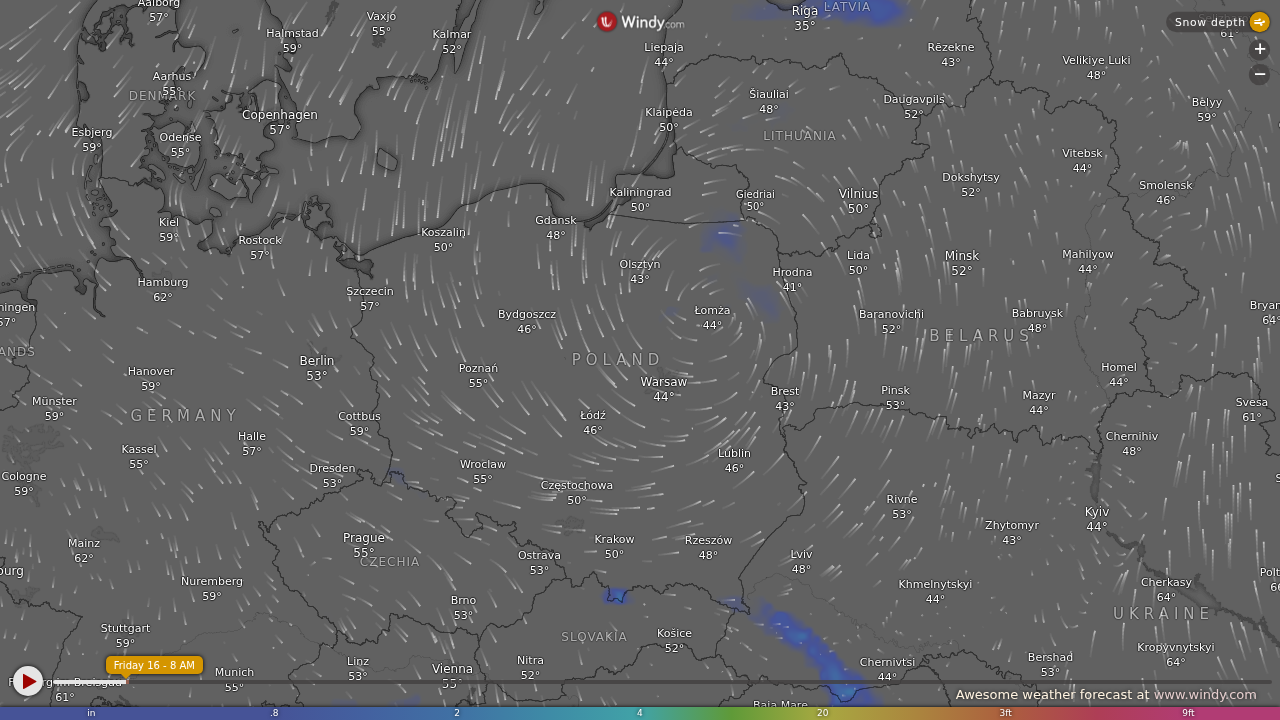 Aalborg
57°
Växjö
55°
Halmstad
59°
Kalmar
52°
Windy.com
Riga
35°
LATVIA
Snow depth
61°
+
−
Liepaja
44°
Rēzekne
43°
Velikiye Luki
48°
Aarhus
55°
DENMARK
Copenhagen
57°
Šiauliai
48°
Daugavpils
52°
Bélyy
59°
Klaipėda
50°
LITHUANIA
Esbjerg
59°
Odense
55°
Vitebsk
44°
Dokshytsy
52°
Smolensk
46°
Kaliningrad
50°
Giedriai
50°
Vilnius
50°
Kiel
59°
Rostock
57°
Koszalin
50°
Gdansk
48°
Olsztyn
43°
Hrodna
41°
Lida
50°
Minsk
52°
Mahilyow
44°
Hamburg
62°
Szczecin
57°
Bydgoszcz
46°
Łomża
44°
Baranovichi
52°
Babruysk
48°
BELARUS
Bryan
64°
ningen
57°
ANDS
Hanover
59°
Berlin
53°
Poznań
55°
POLAND
Warsaw
44°
Brest
43°
Pinsk
53°
Homel
44°
Mazyr
44°
Svesa
61°
Münster
59°
GERMANY
Cottbus
59°
Łódź
46°
Chernihiv
48°
Kassel
55°
Halle
57°
Dresden
53°
Wroclaw
55°
Lublin
46°
Cologne
59°
Częstochowa
50°
Rivne
53°
Zhytomyr
43°
Kyiv
44°
Mainz
62°
Prague
55°
CZECHIA
Ostrava
53°
Krakow
50°
Rzeszów
48°
Lviv
48°
Khmelnytskyi
44°
Cherkasy
64°
Nuremberg
59°
Brno
53°
UKRAINE
Stuttgart
59°
SLOVAKIA
Košice
52°
Kropyvnytskyi
64°
Friday 16 - 8 AM
Munich
55°
Linz
53°
Vienna
55°
Nitra
52°
Chernivtsi
44°
Bershad
53°
61°
Baia Mare
Awesome weather forecast at www.windy.com
in .8 2 4 20 3ft 9ft